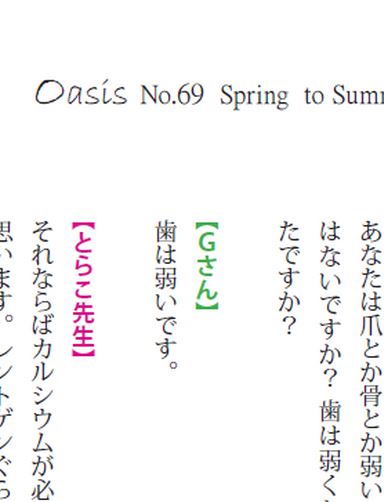 Oasis No.69 Spring to Summ
あなたは爪とか骨とか弱い
はないですか？ 歯は弱く
たですか？
【Gさん】
歯は弱いです。
【とらこ先生】
それならばカルシウムが必
思います。レントゲンぐら